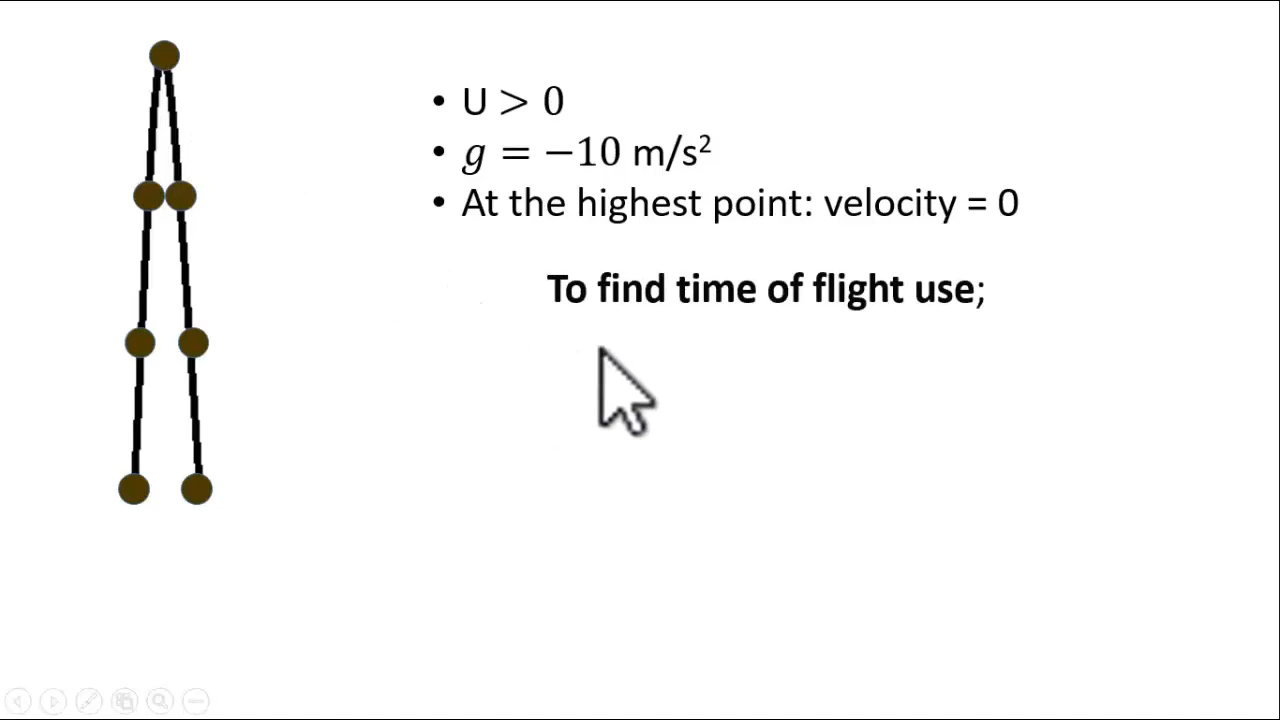 • U > 0
• g = −10 m/s²
• At the highest point: velocity = 0
To find time of flight use;